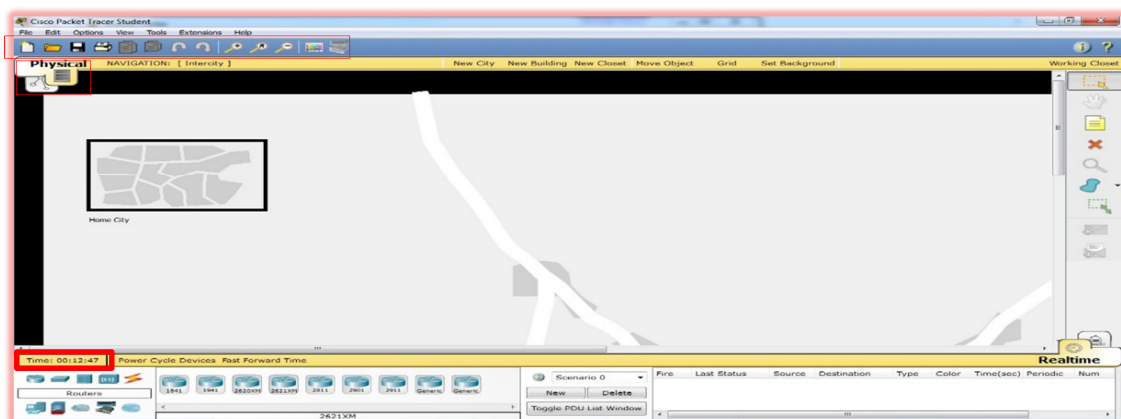 Cisco Packet Tracer Student
File Edit Options View Tools Extensions Help
Physical NAVIGATION: [ Intercity ] New City New Building New Closet Move Object Grid Set Background Working Closet
Home City
Time: 00:12:47 Power Cycle Devices Fast Forward Time Realtime
Scenario 0 Fire Last Status Source Destination Type Color Time(sec) Periodic Num
1841 1941 2620XM 2621XM 2811 2901 2911 Generic Generic
Routers New Delete
Toggle PDU List Window
2621XM